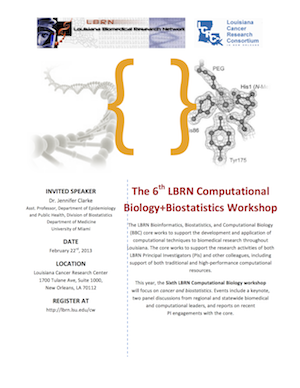 LBRN
Louisiana Biomedical Research Network
Louisiana
Cancer
Research
Consortium
IN NEW ORLEANS
PEG
His1 (N-
is86
Tyr175
INVITED SPEAKER
Dr. Jennifer Clarke
Asst. Professor, Department of Epidemiology
and Public Health, Division of Biostatistics
Department of Medicine
University of Miami
DATE
February 22nd, 2013
LOCATION
Louisiana Cancer Research Center
1700 Tulane Ave, Suite 1000,
New Orleans, LA 70112
REGISTER AT
http://lbrn.lsu.edu/cw
The 6th LBRN Computational
Biology+Biostatistics Workshop
The LBRN Bioinformatics, Biostatistics, and Computational Biology
(BBC) core works to support the development and application of
computational techniques to biomedical research throughout
Louisiana. The core works to support the research activities of both
LBRN Principal Investigators (PIs) and other colleagues, including
support of both traditional and high-performance computational
resources.
This year, the Sixth LBRN Computational Biology workshop
will focus on cancer and biostatistics. Events include a keynote,
two panel discussions from regional and statewide biomedical
and computational leaders, and reports on recent
PI engagements with the core.